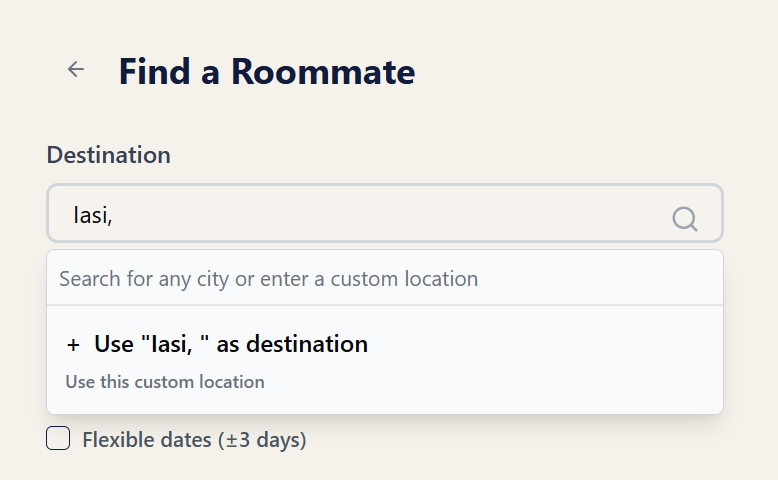 Find a Roommate
Destination
Iasi,
Search for any city or enter a custom location
+ Use "Iasi, " as destination
Use this custom location
Flexible dates (±3 days)